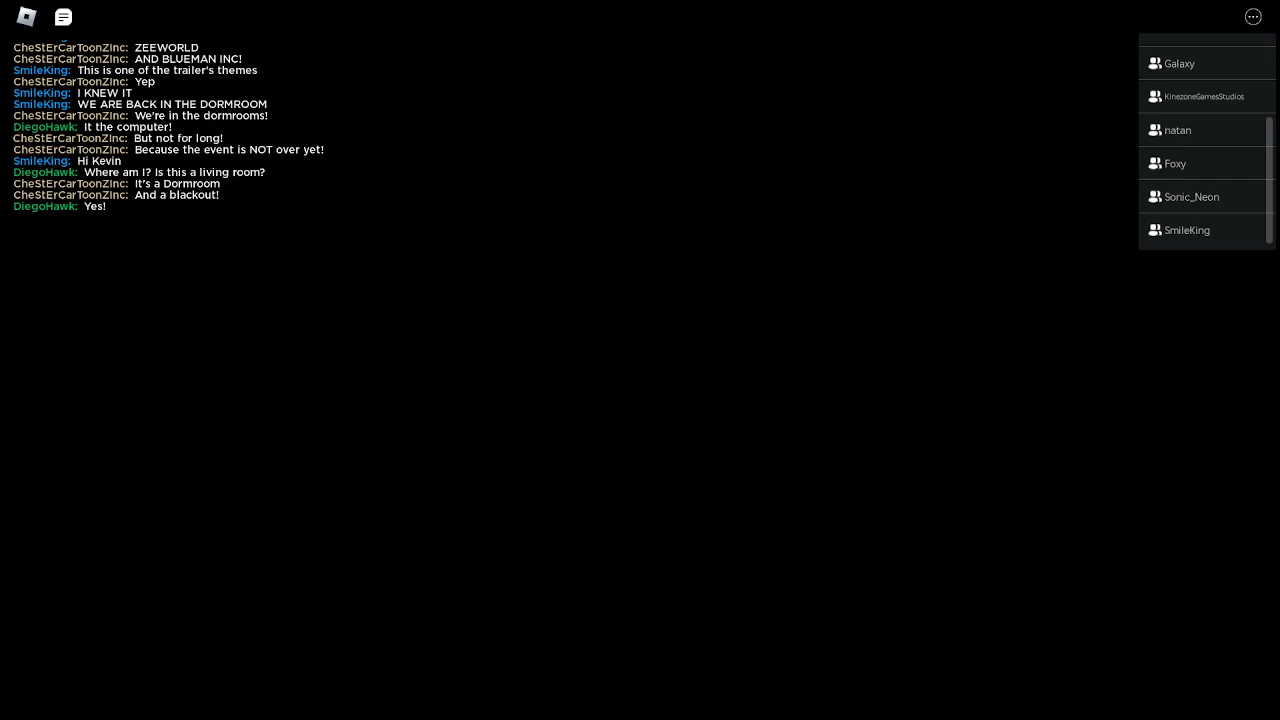 CheStErCarToonZInc: ZEEWORLD
CheStErCarToonZInc: AND BLUEMAN INC!
SmileKing: This is one of the trailer's themes
CheStErCarToonZInc: Yep
SmileKing: I KNEW IT
SmileKing: WE ARE BACK IN THE DORMROOM
CheStErCarToonZInc: We're in the dormrooms!
DiegoHawk: It the computer!
CheStErCarToonZInc: But not for long!
CheStErCarToonZInc: Because the event is NOT over yet!
SmileKing: Hi Kevin
DiegoHawk: Where am I? Is this a living room?
CheStErCarToonZInc: It's a Dormroom
CheStErCarToonZInc: And a blackout!
DiegoHawk: Yes!
Galaxy
KinezoneGamesStudios
natan
Foxy
Sonic_Neon
SmileKing